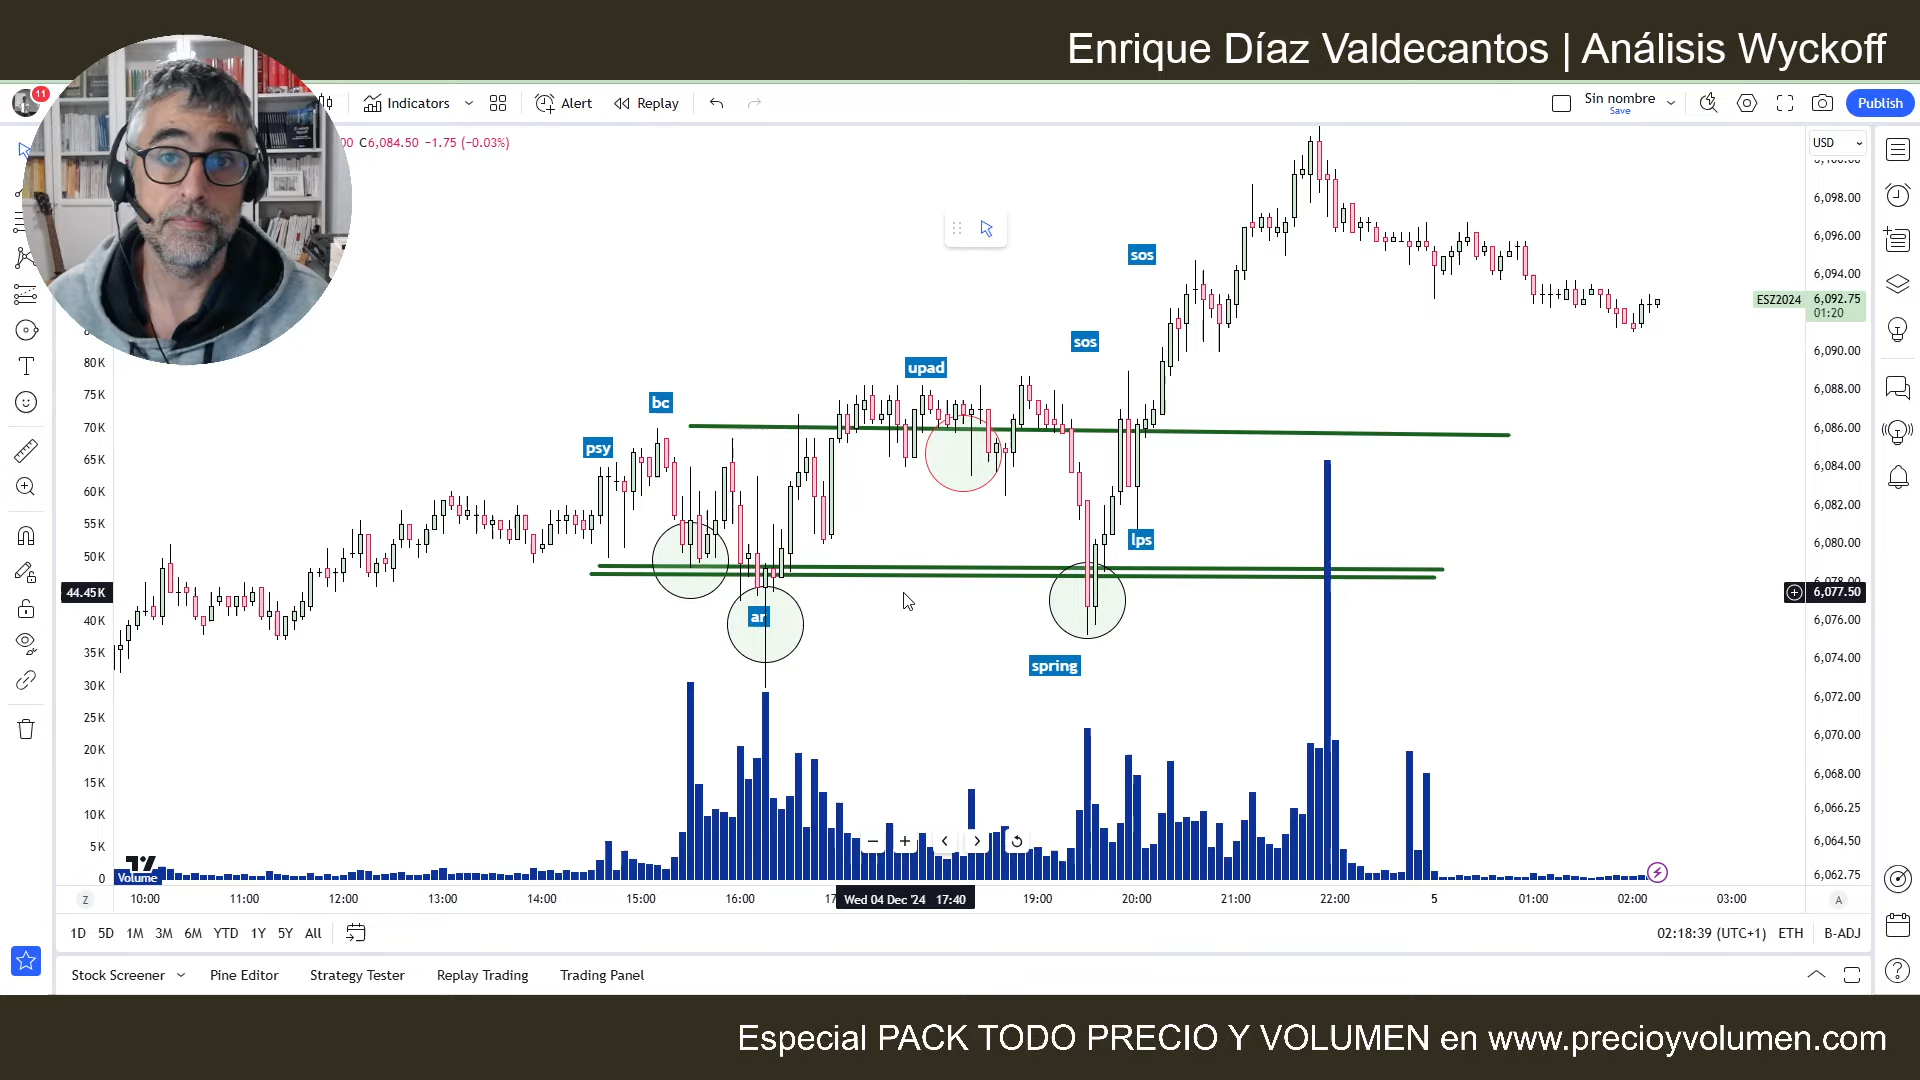 Enrique Díaz Valdecantos | Análisis Wyckoff
11
Indicators
Alert
Replay
Sin nombre
Save
Publish
C6,084.50 −1.75 (−0.03%)
USD
6,098.00
6,096.00
6,094.00
ESZ2024 6,092.75
01:20
6,090.00
6,088.00
6,086.00
6,084.00
6,082.00
6,080.00
6,078.00
6,077.50
6,076.00
6,074.00
6,072.00
6,070.00
6,068.00
6,066.25
6,064.50
6,062.75
80K
75K
70K
65K
60K
55K
50K
44.45K
40K
35K
30K
25K
20K
15K
10K
5K
0
psy
bc
ar
upad
spring
sos
lps
sos
Volume
Z
10:00 11:00 12:00 13:00 14:00 15:00 16:00 Wed 04 Dec '24 17:40 19:00 20:00 21:00 22:00 5 01:00 02:00 03:00
A
1D 5D 1M 3M 6M YTD 1Y 5Y All
02:18:39 (UTC+1) ETH B-ADJ
Stock Screener Pine Editor Strategy Tester Replay Trading Trading Panel
Especial PACK TODO PRECIO Y VOLUMEN en www.precioyvolumen.com